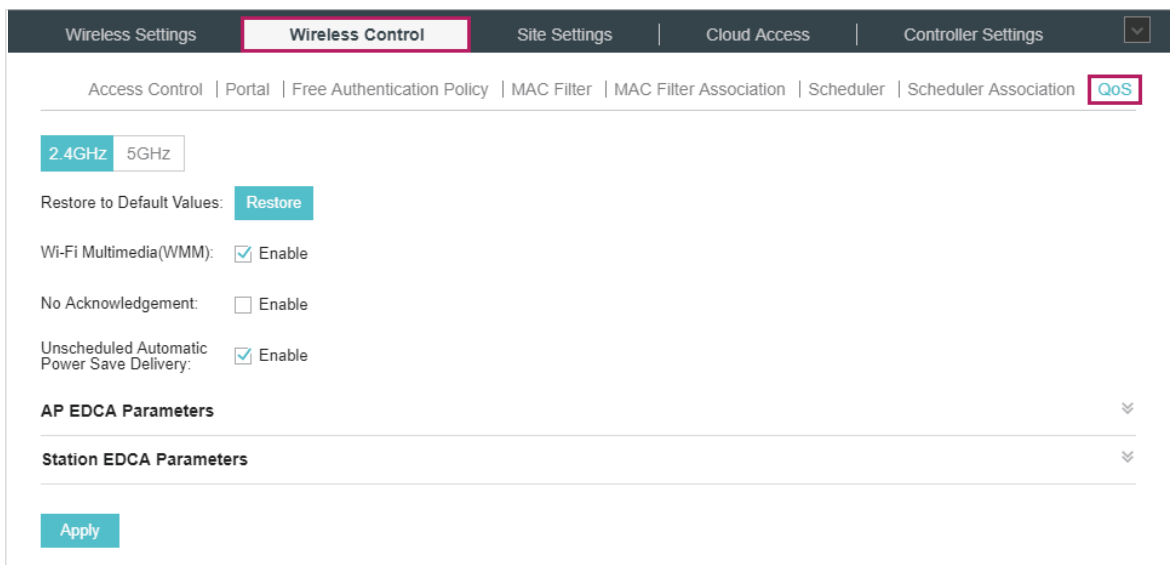 Wireless Settings Wireless Control Site Settings | Cloud Access | Controller Settings
Access Control | Portal | Free Authentication Policy | MAC Filter | MAC Filter Association | Scheduler | Scheduler Association QoS
2.4GHz 5GHz
Restore to Default Values: Restore
Wi-Fi Multimedia(WMM): Enable
No Acknowledgement: Enable
Unscheduled Automatic
Power Save Delivery: Enable
AP EDCA Parameters
Station EDCA Parameters
Apply